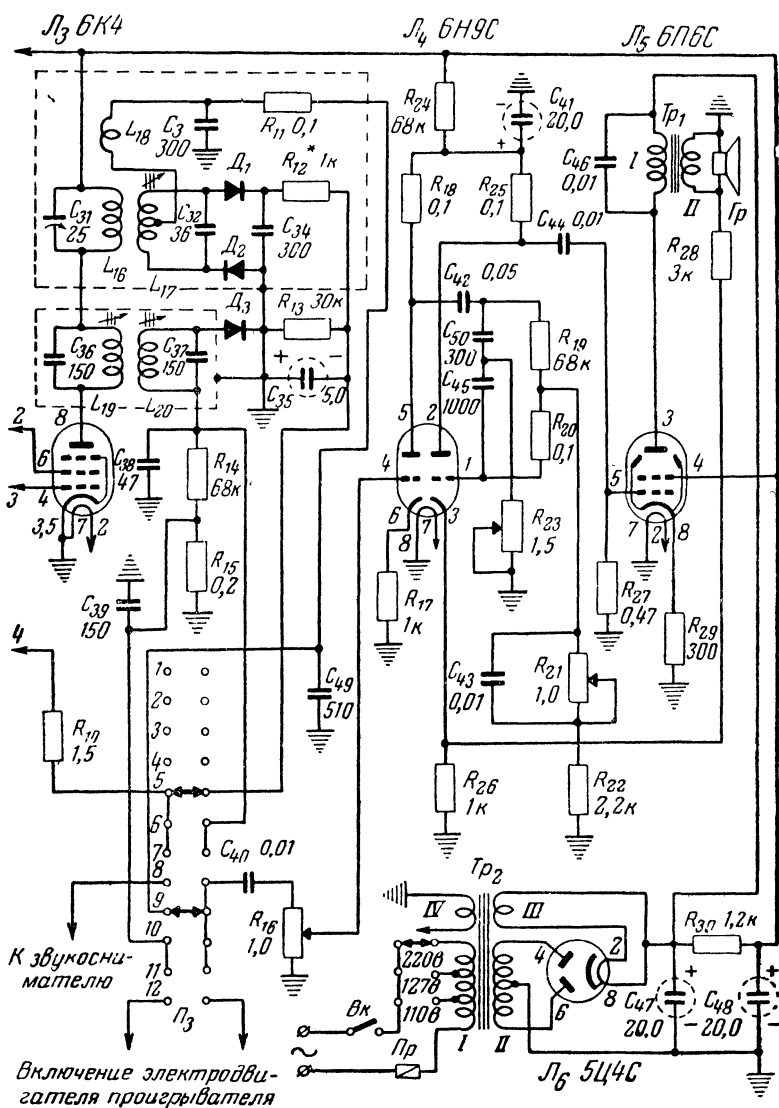 Л3 6К4
Л4 6Н9С
Л5 6П6С
L18
C3
300
R11 0,1
R24
68к
C41
20,0
+
Тр1
C46
0,01
I
II
Гр
R28
3к
Д1
R12* 1к
C31
25
L16
L17
C32
36
Д2
C34
300
R18
0,1
R25
0,1
C44 0,01
C42 0,05
C50
300
C45
1000
R19
68к
R20
0,1
Д3
R13 30к
C36
150
C37
150
L19
L20
+
−
C35
5,0
2
3
8
6
4
3,5
7
2
C38
47
R14
68к
R15
0,2
C39
150
5
2
4
1
6
8
7
3
R17
1к
R23
1,5
3
5
4
7
2
8
R27
0,47
R29
300
4
R10
1,5
C49
510
C43
0,01
R21
1,0
R26
1к
R22
2,2к
1
2
3
4
5
6
7
8
9
10
11
12
П3
C40 0,01
R16
1,0
К звукосни-
мателю
Включение электродви-
гателя проигрывателя
Тр2
IV
III
220в
127в
110в
I
II
Вк
Пр
4
6
2
8
Л6 5Ц4С
R30 1,2к
+
−
C47
20,0
+
−
C48
20,0